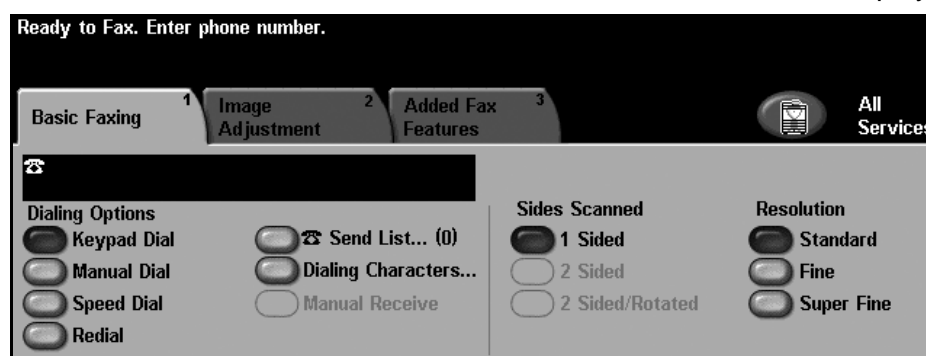 Ready to Fax. Enter phone number.
Basic Faxing
1
Image
Adjustment
2
Added Fax
Features
3
All
Services
Dialing Options
Keypad Dial
Manual Dial
Speed Dial
Redial
Send List... (0)
Dialing Characters...
Manual Receive
Sides Scanned
1 Sided
2 Sided
2 Sided/Rotated
Resolution
Standard
Fine
Super Fine